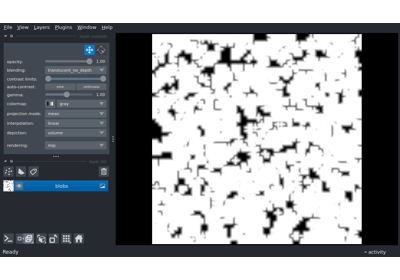 File View Layers Plugins Window Help
opacity: 1.00
blending: translucent_no_depth
contrast limits:
auto-contrast: once continuous
gamma: 1.00
colormap: gray
projection mode: mean
interpolation: linear
depiction: volume
rendering: mip
blobs
Ready
activity